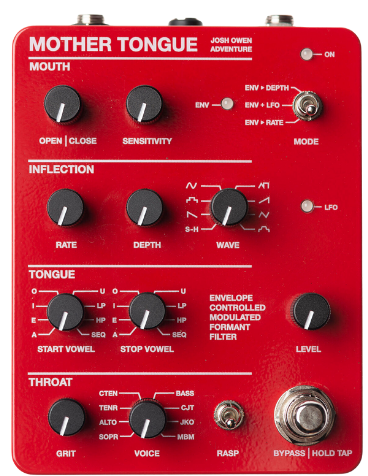 MOTHER TONGUE
JOSH OWEN
ADVENTURE
ON
MOUTH
ENV ▸ DEPTH
ENV
ENV + LFO
ENV ▸ RATE
OPEN | CLOSE
SENSITIVITY
MODE
INFLECTION
LFO
S-H
RATE
DEPTH
WAVE
TONGUE
O U O U
I LP I LP
E HP E HP
A SEQ A SEQ
START VOWEL
STOP VOWEL
ENVELOPE
CONTROLLED
MODULATED
FORMANT
FILTER
LEVEL
THROAT
CTEN BASS
TENR CJT
ALTO JKO
SOPR MBM
GRIT
VOICE
RASP
BYPASS | HOLD TAP